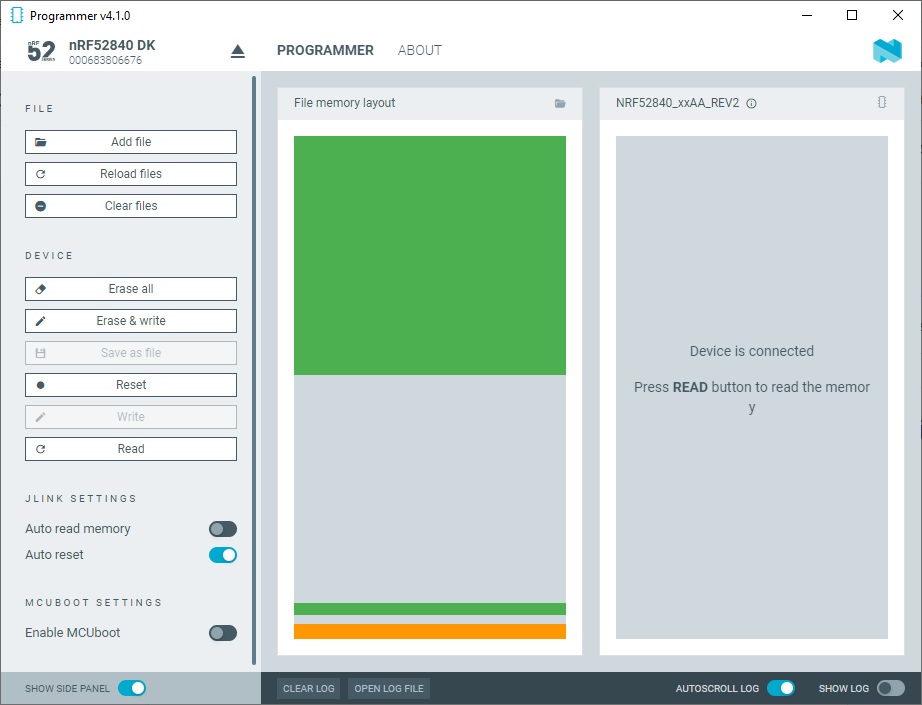 Programmer v4.1.0
nRF
52
SERIES
nRF52840 DK
000683806676
PROGRAMMER
ABOUT
FILE
Add file
Reload files
Clear files
DEVICE
Erase all
Erase & write
Save as file
Reset
Write
Read
JLINK SETTINGS
Auto read memory
Auto reset
MCUBOOT SETTINGS
Enable MCUboot
SHOW SIDE PANEL
File memory layout
NRF52840_xxAA_REV2
Device is connected
Press READ button to read the memor
y
CLEAR LOG
OPEN LOG FILE
AUTOSCROLL LOG
SHOW LOG